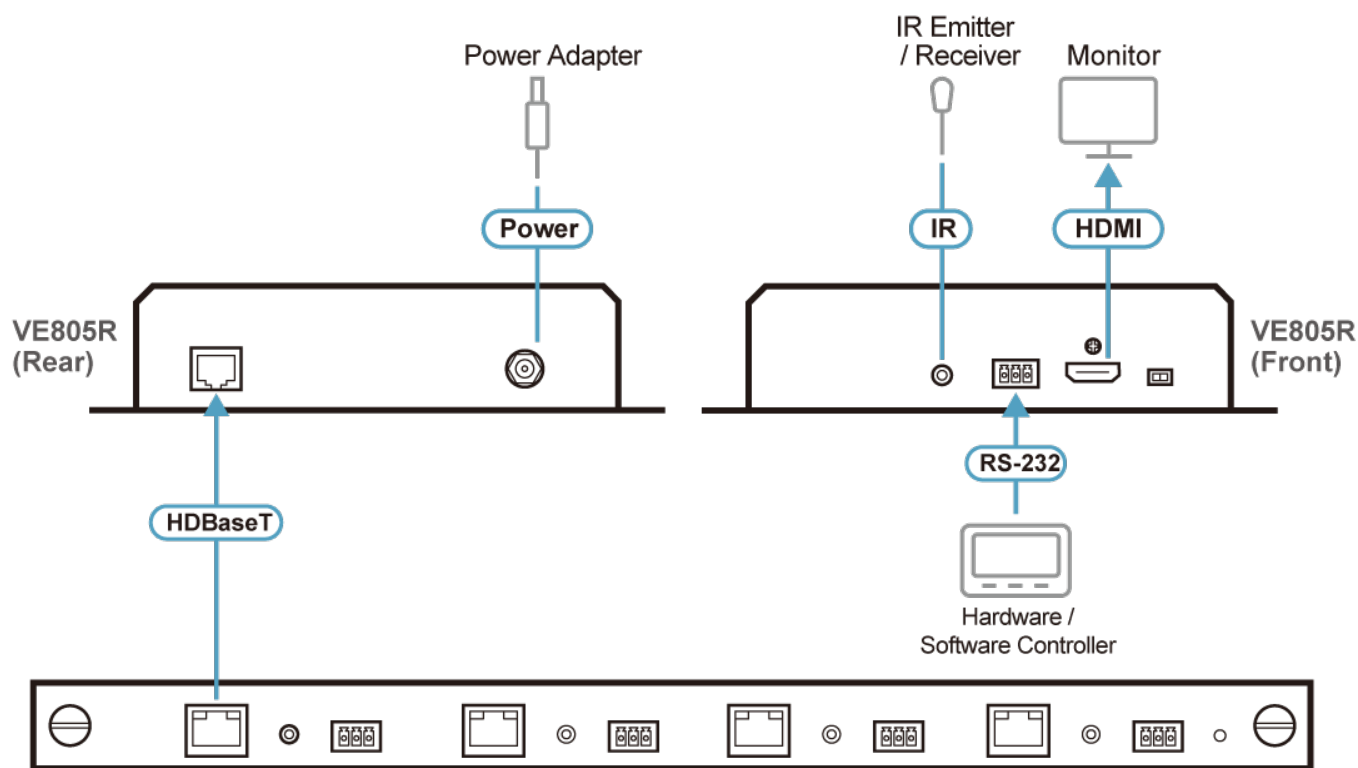 IR Emitter
/ Receiver
Power Adapter
Monitor
Power
IR
HDMI
VE805R
(Rear)
VE805R
(Front)
RS-232
HDBaseT
Hardware /
Software Controller